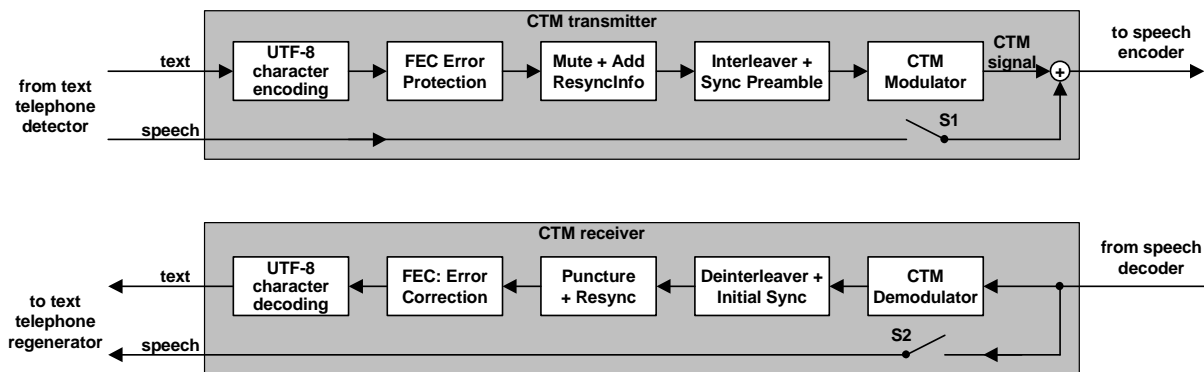 CTM transmitter
from text
telephone
detector
text
UTF-8
character
encoding
FEC Error
Protection
Mute + Add
ResyncInfo
Interleaver +
Sync Preamble
CTM
Modulator
CTM
signal
+
to speech
encoder
speech
S1
CTM receiver
to text
telephone
regenerator
text
UTF-8
character
decoding
FEC: Error
Correction
Puncture
+ Resync
Deinterleaver +
Initial Sync
CTM
Demodulator
from speech
decoder
speech
S2